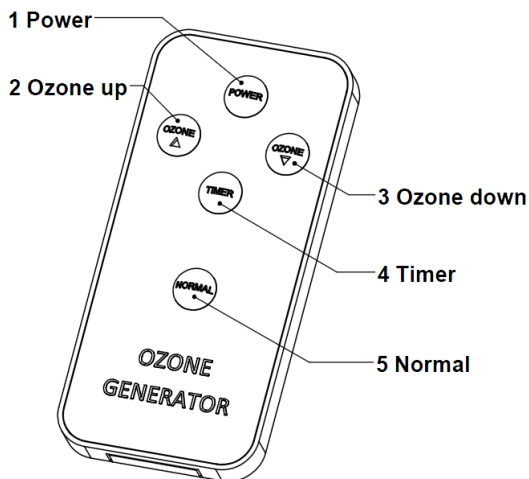 1 Power
POWER
2 Ozone up
OZONE
OZONE
3 Ozone down
TIMER
4 Timer
NORMAL
5 Normal
OZONE
GENERATOR